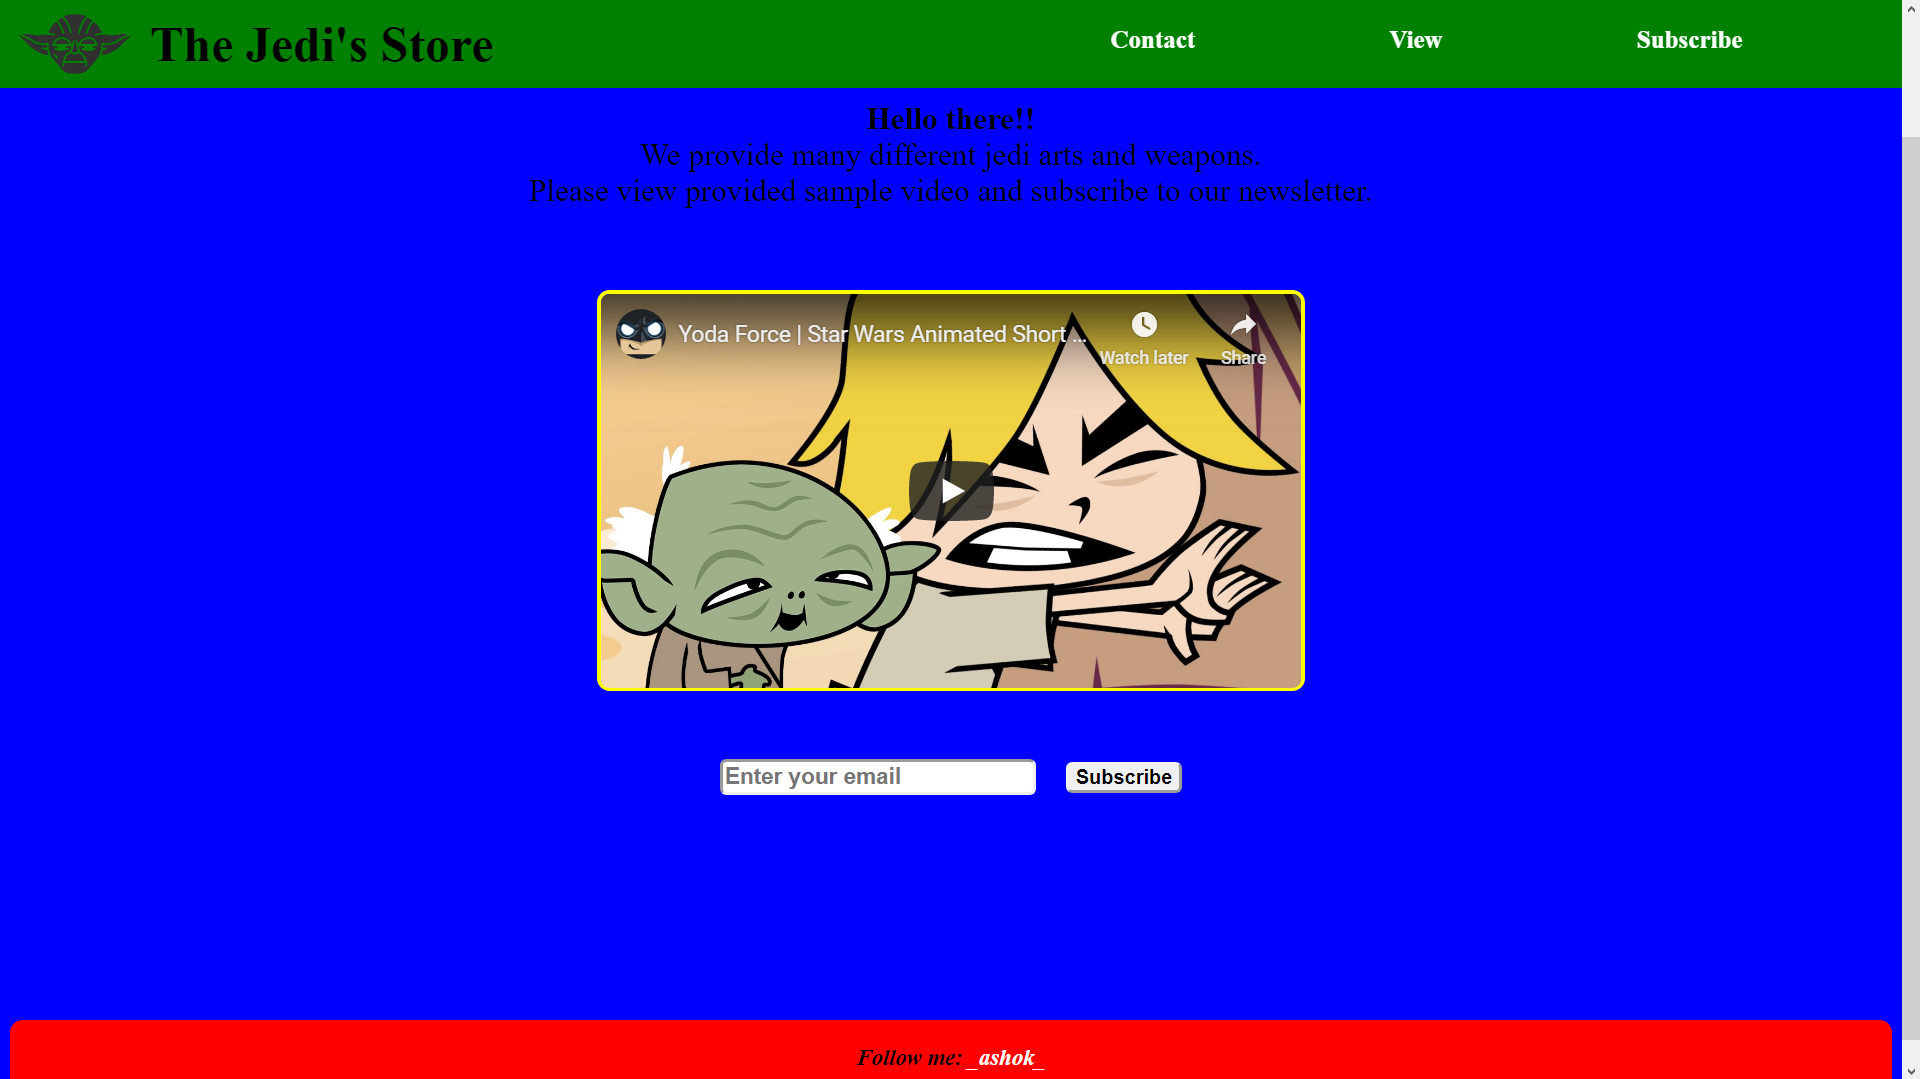 The Jedi's Store
Contact
View
Subscribe
Hello there!!
We provide many different jedi arts and weapons.
Please view provided sample video and subscribe to our newsletter.
Yoda Force | Star Wars Animated Short ...
Watch later
Share
Enter your email
Subscribe
Follow me: _ashok_